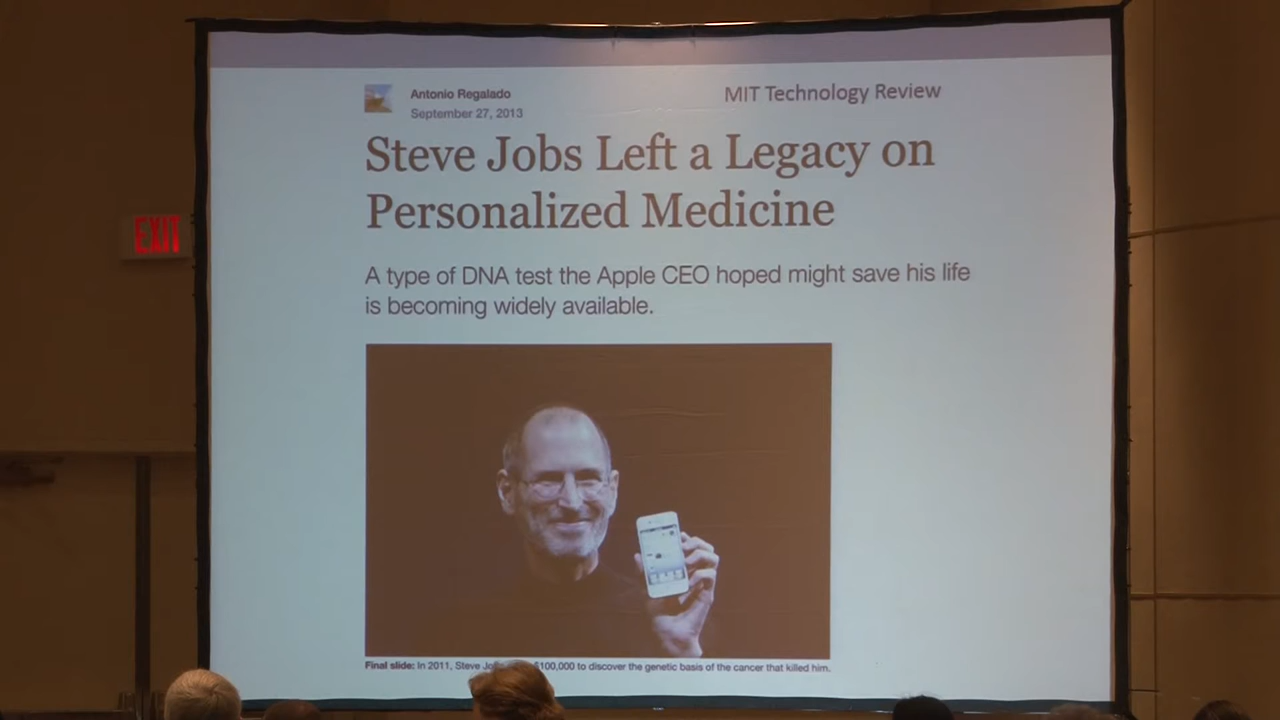 Antonio Regalado
MIT Technology Review
September 27, 2013
Steve Jobs Left a Legacy on
Personalized Medicine
A type of DNA test the Apple CEO hoped might save his life
is becoming widely available.
EXIT
Final slide: In 2011, Steve $100,000 to discover the genetic basis of the cancer that killed him.